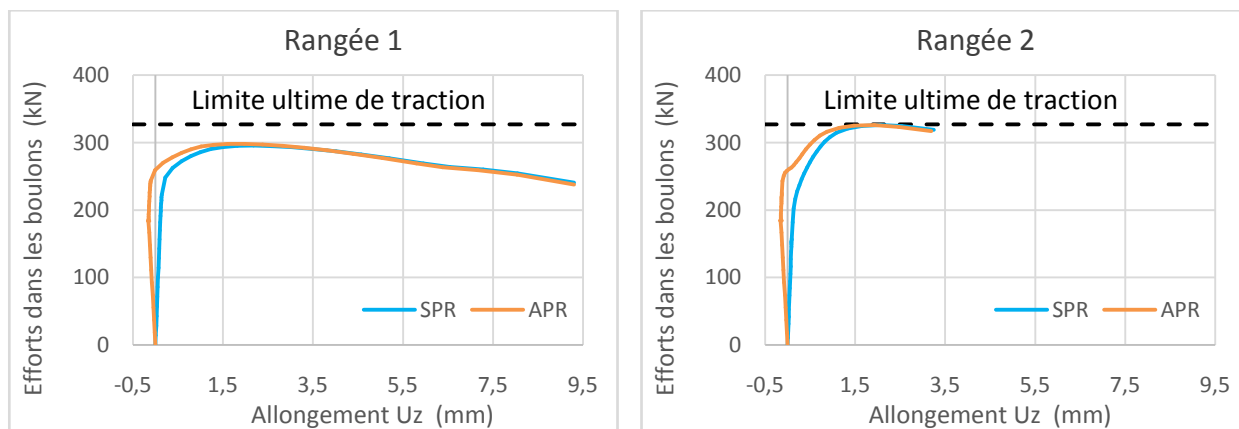 Rangée 1
Efforts dans les boulons (kN)
400
300
200
100
0
Limite ultime de traction
SPR
APR
-0,5
1,5
3,5
5,5
7,5
9,5
Allongement Uz (mm)
Rangée 2
Efforts dans les boulons (kN)
400
300
200
100
0
Limite ultime de traction
SPR
APR
-0,5
1,5
3,5
5,5
7,5
9,5
Allongement Uz (mm)